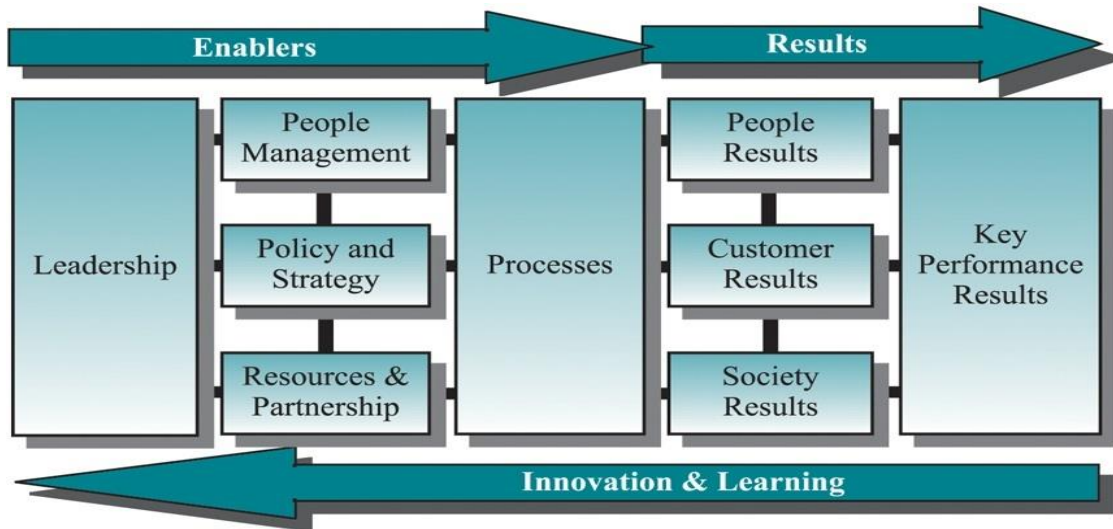 Enablers
Results
Leadership
People
Management
Policy and
Strategy
Resources &
Partnership
Processes
People
Results
Customer
Results
Society
Results
Key
Performance
Results
Innovation & Learning